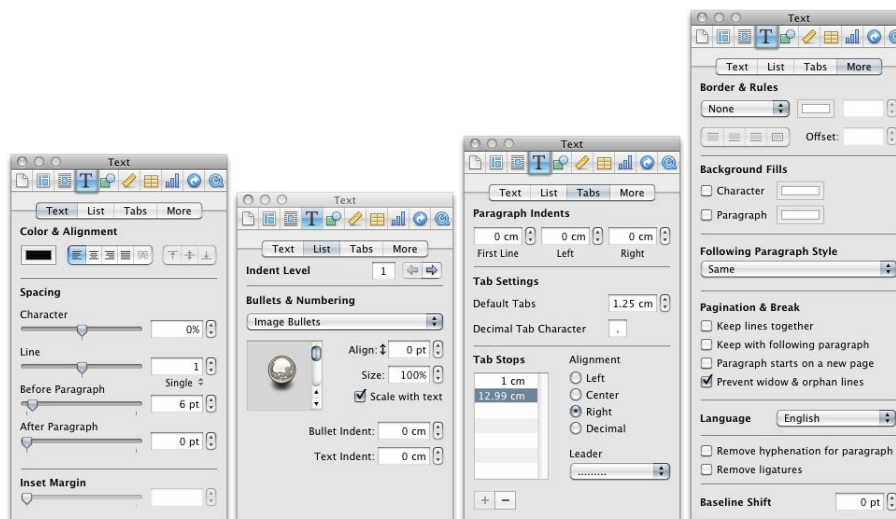 Text
Text List Tabs More
Color & Alignment
Spacing
Character
0%
Line
1
Single
Before Paragraph
6 pt
After Paragraph
0 pt
Inset Margin
Text
Text List Tabs More
Indent Level 1
Bullets & Numbering
Image Bullets
Align: 0 pt
Size: 100%
Scale with text
Bullet Indent: 0 cm
Text Indent: 0 cm
Text
Text List Tabs More
Paragraph Indents
0 cm 0 cm 0 cm
First Line Left Right
Tab Settings
Default Tabs 1.25 cm
Decimal Tab Character .
Tab Stops Alignment
1 cm Left
12.99 cm Center
Right
Decimal
Leader
.........
+ −
Text
Text List Tabs More
Border & Rules
None
Offset:
Background Fills
Character
Paragraph
Following Paragraph Style
Same
Pagination & Break
Keep lines together
Keep with following paragraph
Paragraph starts on a new page
Prevent widow & orphan lines
Language English
Remove hyphenation for paragraph
Remove ligatures
Baseline Shift 0 pt